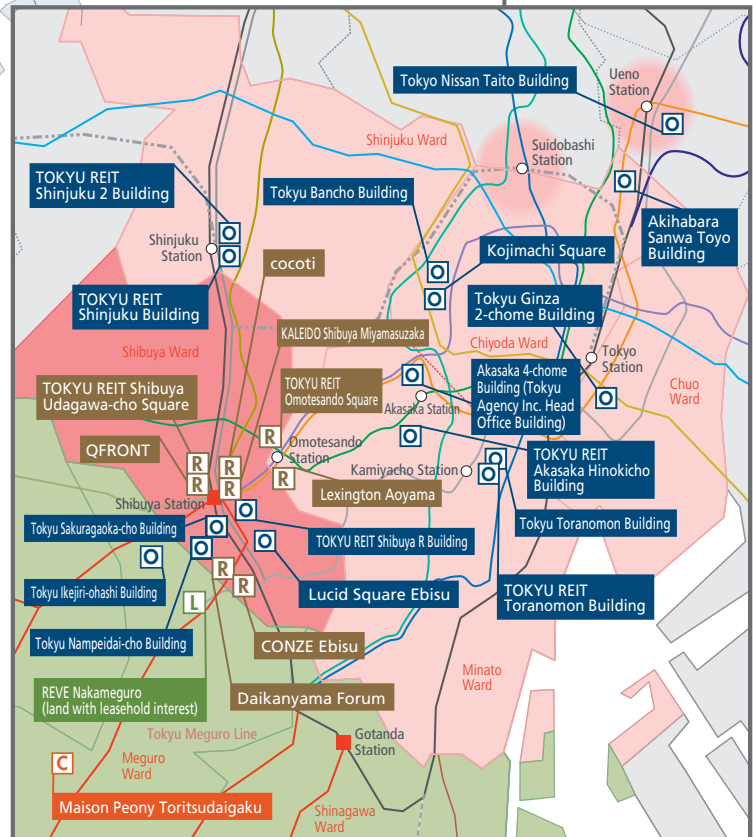 Ueno
Station
Tokyo Nissan Taito Building
O
Shinjuku Ward
Suidobashi
Station
TOKYU REIT
Shinjuku 2 Building
Tokyu Bancho Building
O
Akihabara
Sanwa Toyo
Building
O
Shinjuku
Station
O
cocoti
Kojimachi Square
O
O
TOKYU REIT
Shinjuku Building
Tokyu Ginza
2-chome Building
KALEIDO Shibuya Miyamasuzaka
Chiyoda Ward
Shibuya Ward
Tokyo
Station
TOKYU REIT Shibuya
Udagawa-cho Square
TOKYU REIT
Omotesando Square
O
Akasaka Station
Akasaka 4-chome
Building (Tokyu
Agency Inc. Head
Office Building)
Chuo
Ward
O
QFRONT
R
Omotesando
Station
O
TOKYU REIT
Akasaka Hinokicho
Building
R
R
R
R
R
Kamiyacho Station
O
O
Lexington Aoyama
Shibuya Station
O
Tokyu Toranomon Building
Tokyu Sakuragaoka-cho Building
O
TOKYU REIT Shibuya R Building
O
O
O
Tokyu Ikejiri-ohashi Building
R
R
Lucid Square Ebisu
TOKYU REIT
Toranomon Building
L
Tokyu Nampeidai-cho Building
CONZE Ebisu
REVE Nakameguro
(land with leasehold interest)
Daikanyama Forum
Minato
Ward
Tokyu Meguro Line
Gotanda
Station
Meguro
Ward
C
Maison Peony Toritsudaigaku
Shinagawa
Ward